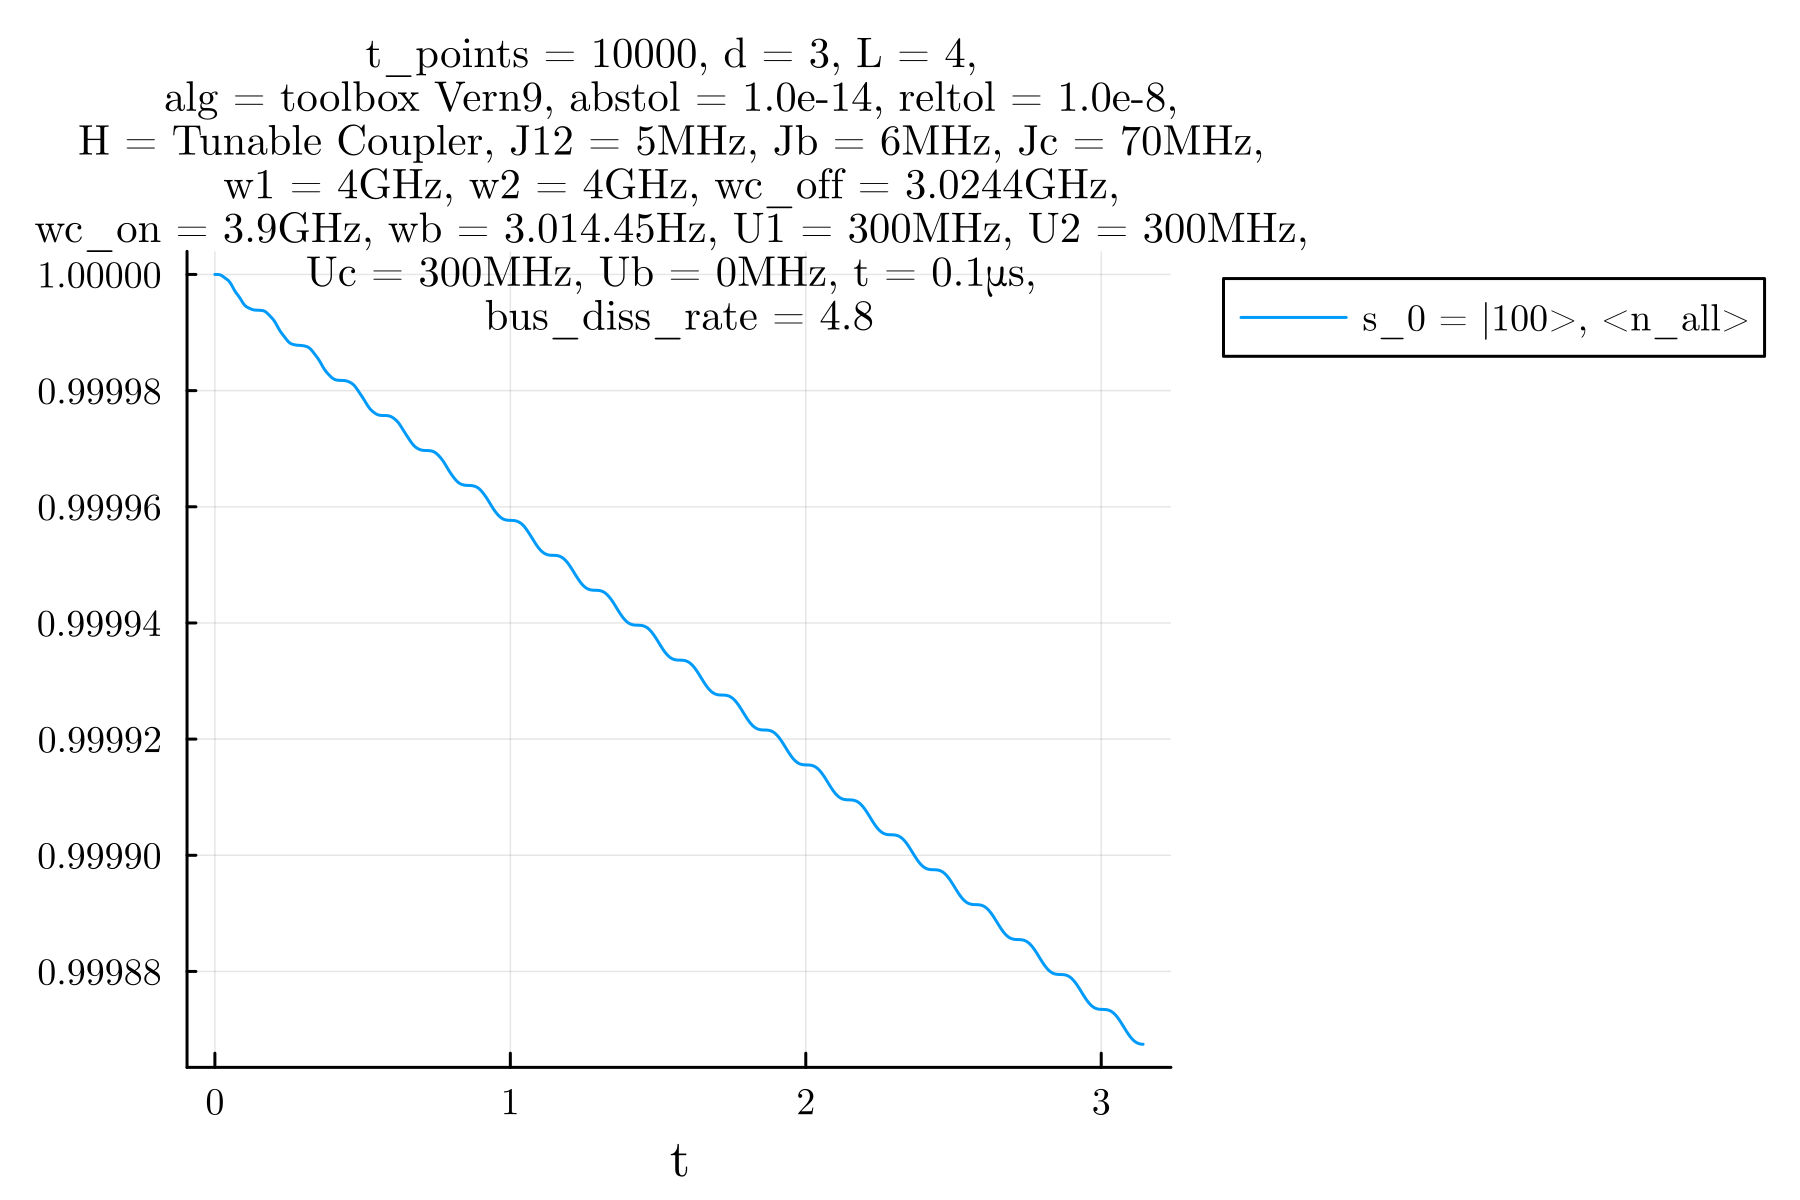 t_points = 10000, d = 3, L = 4,
alg = toolbox Vern9, abstol = 1.0e-14, reltol = 1.0e-8,
H = Tunable Coupler, J12 = 5MHz, Jb = 6MHz, Jc = 70MHz,
w1 = 4GHz, w2 = 4GHz, wc_off = 3.0244GHz,
wc_on = 3.9GHz, wb = 3.014.45Hz, U1 = 300MHz, U2 = 300MHz,
Uc = 300MHz, Ub = 0MHz, t = 0.1μs,
bus_diss_rate = 4.8
s_0 = |100>, <n_all>
1.00000
0.99998
0.99996
0.99994
0.99992
0.99990
0.99988
0 1 2 3
t